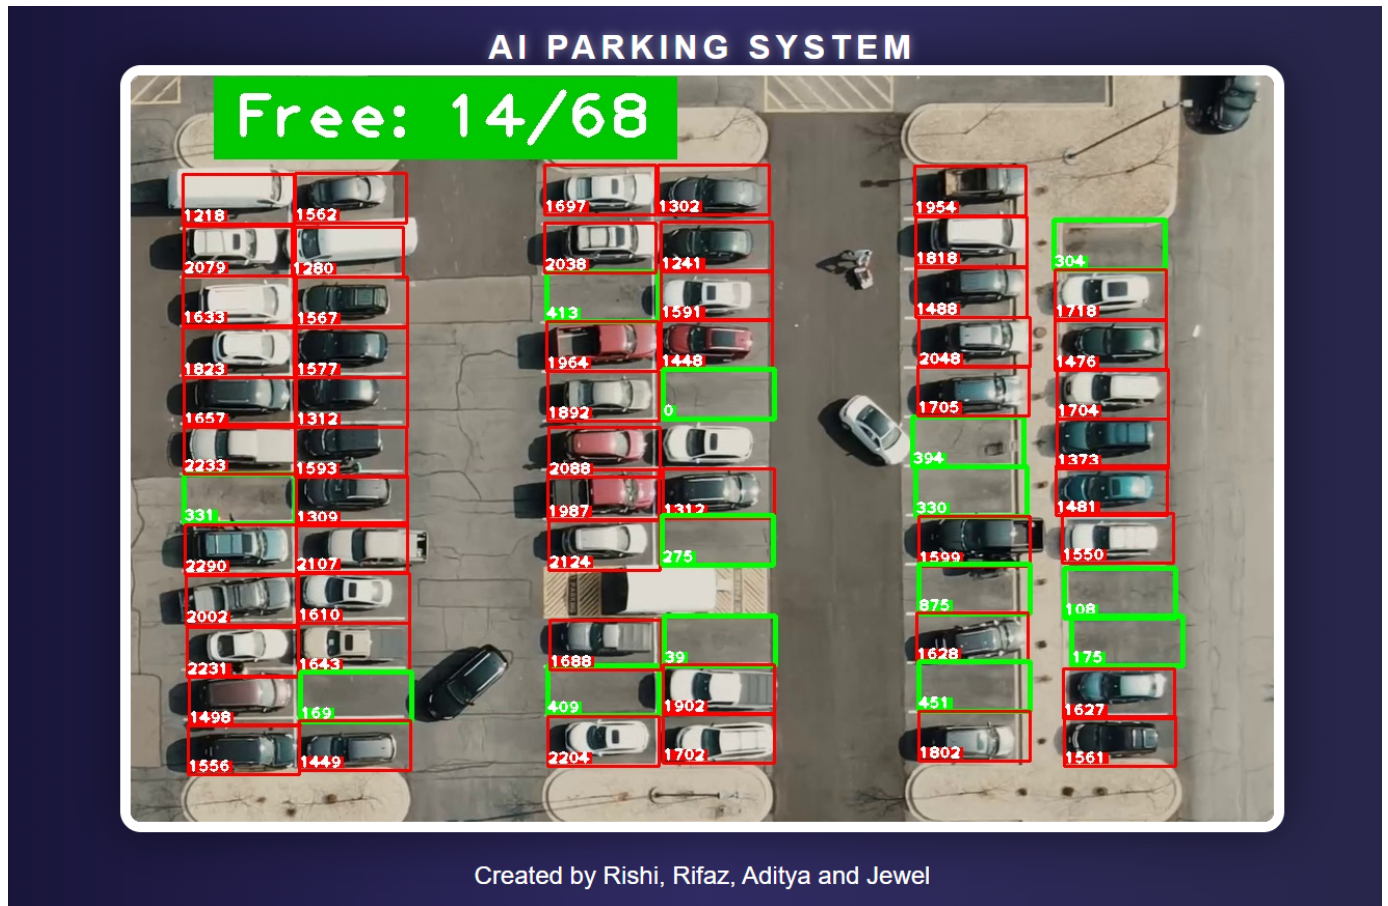 AI PARKING SYSTEM
Free: 14/68
1218 1562 1697 1302 1954
2079 1280 2038 1241 1818 304
1633 1567 413 1591 1488 1718
1823 1577 1964 1448 2048 1476
1657 1312 1892 0 1705 1704
2233 1593 2088 394 1373
331 1309 1987 1312 330 1481
2290 2107 2124 275 1599 1550
2002 1610 875 108
2231 1643 1688 39 1628 175
1498 169 409 1902 451 1627
1556 1449 2204 1702 1802 1561
Created by Rishi, Rifaz, Aditya and Jewel